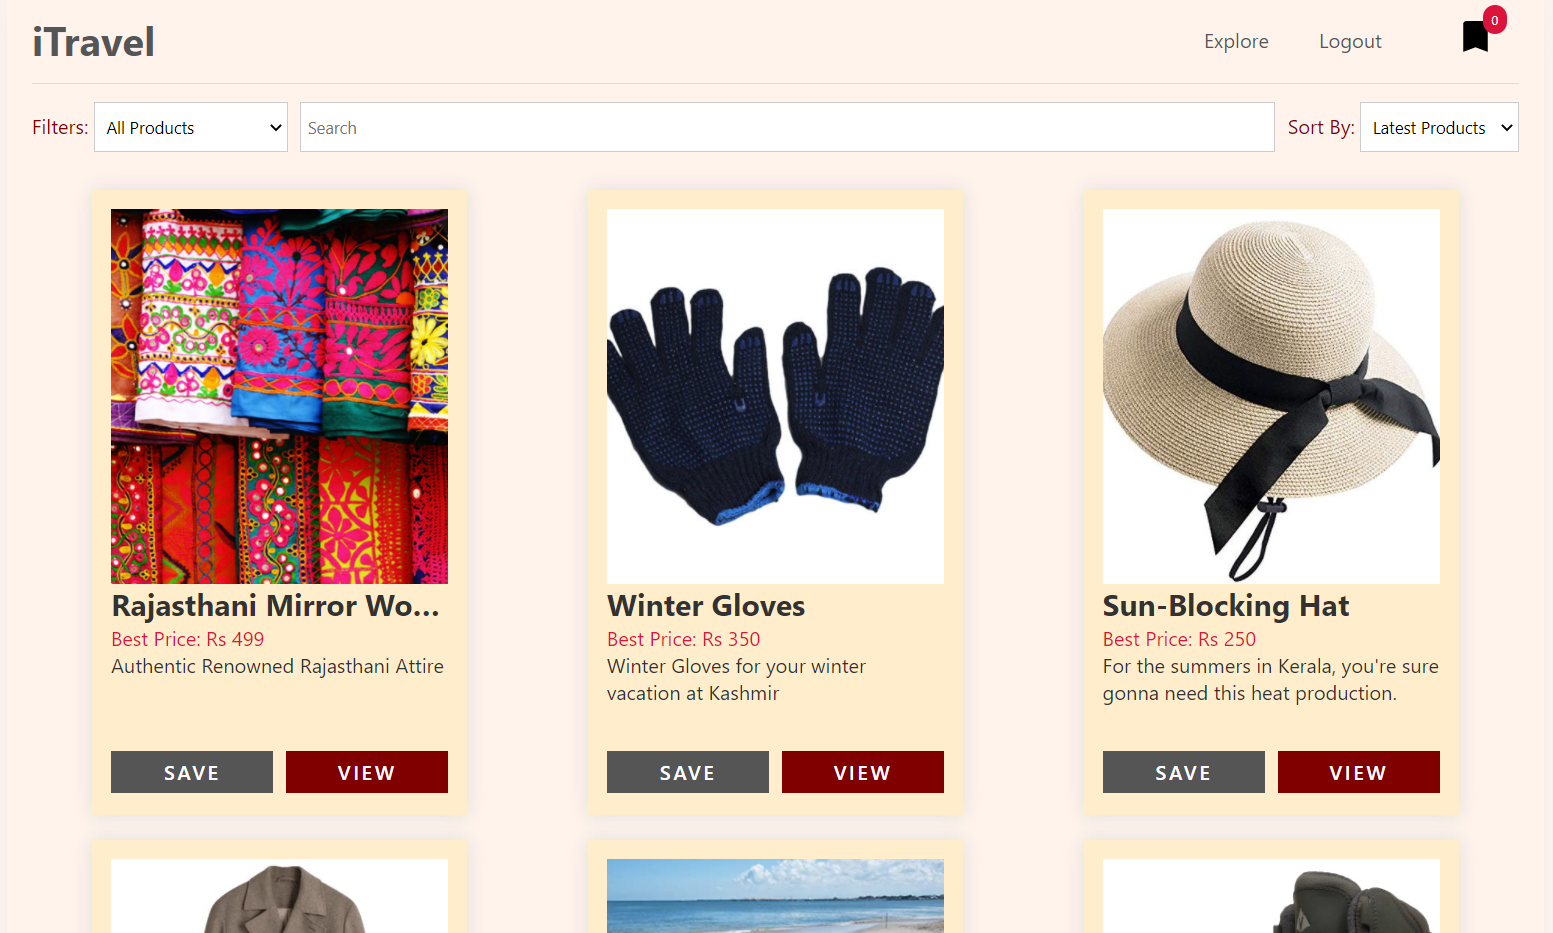 iTravel
Explore
Logout
0
Filters:
All Products
Search
Sort By:
Latest Products
Rajasthani Mirror Wo...
Best Price: Rs 499
Authentic Renowned Rajasthani Attire
SAVE
VIEW
Winter Gloves
Best Price: Rs 350
Winter Gloves for your winter
vacation at Kashmir
SAVE
VIEW
Sun-Blocking Hat
Best Price: Rs 250
For the summers in Kerala, you're sure
gonna need this heat production.
SAVE
VIEW